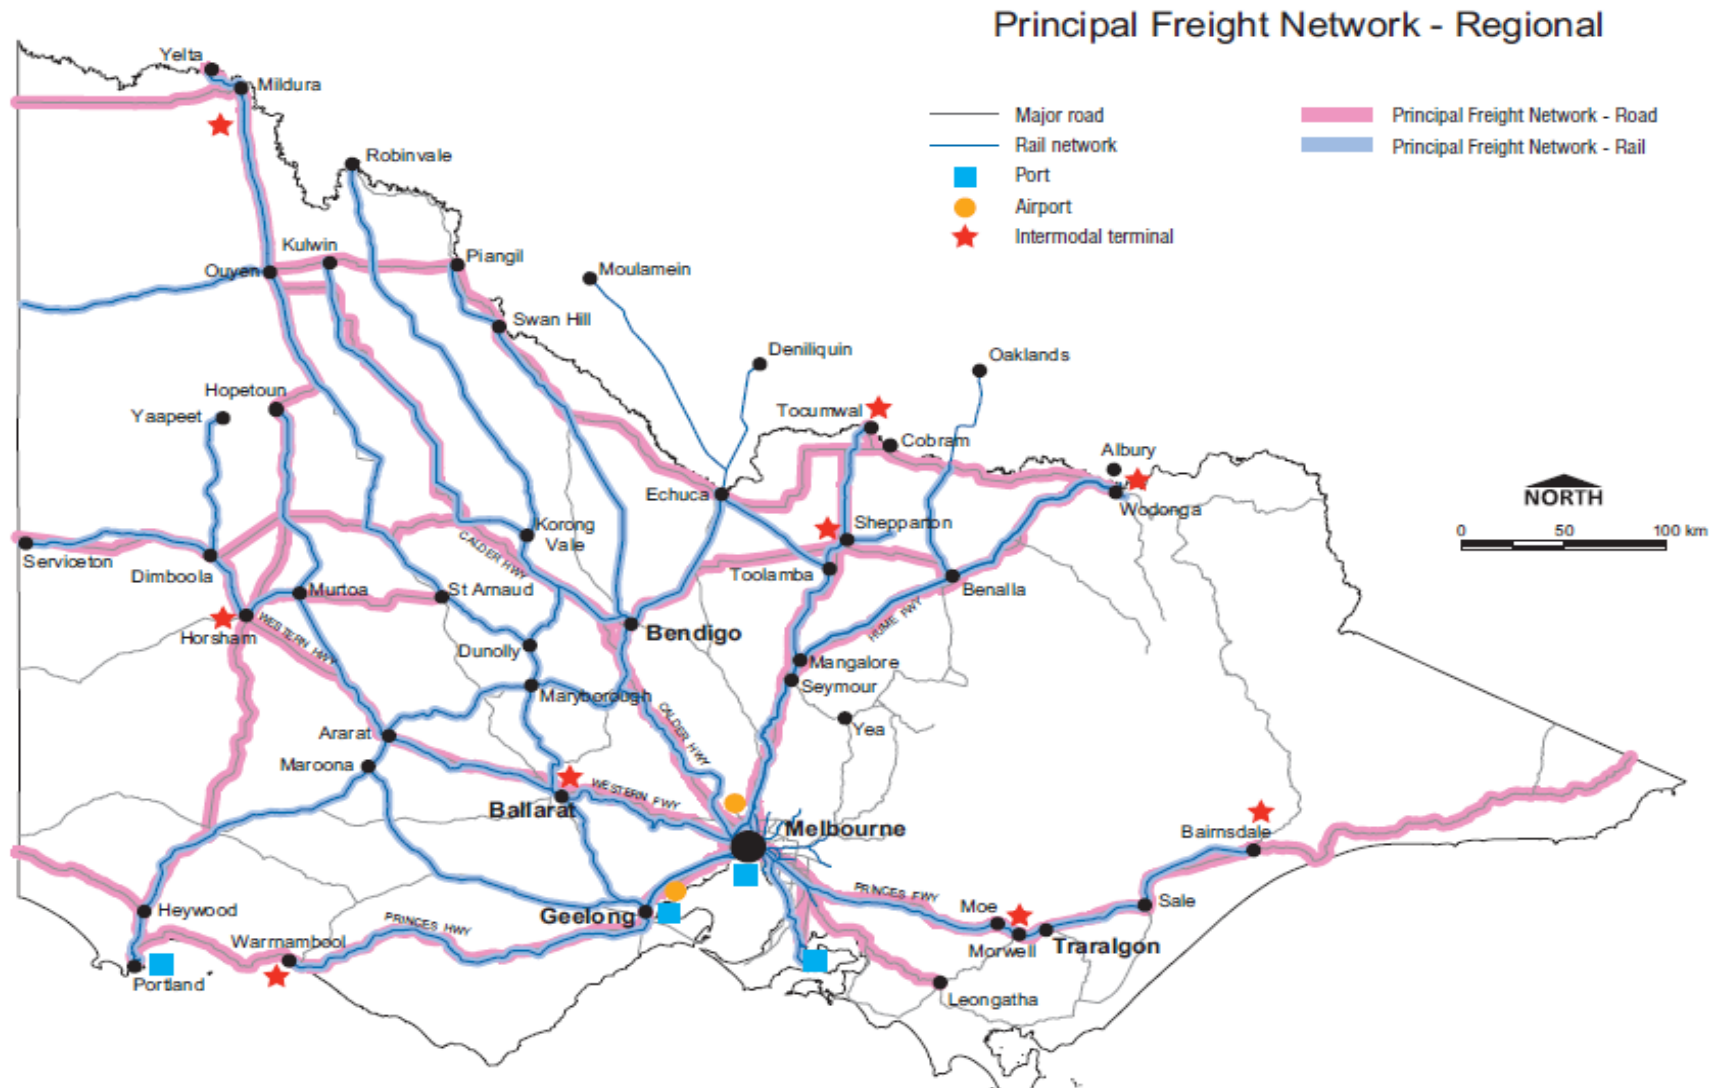 Principal Freight Network - Regional
Major road
Rail network
Port
Airport
Intermodal terminal
Principal Freight Network - Road
Principal Freight Network - Rail
Yelta
Mildura
Robinvale
Kulwin
Ouyen
Piangil
Moulamein
Swan Hill
Deniliquin
Oaklands
Hopetoun
Yaapeet
Tocumwal
Cobram
Albury
Echuca
NORTH
0 50 100 km
Wodonga
Shepparton
Korong
Vale
CALDER HWY
Serviceton
Dimboola
Toolamba
Murtoa
St Arnaud
Benalla
Horsham
WESTERN HWY
Bendigo
HUME FWY
Dunolly
Mangalore
Seymour
Maryborough
CALDER HWY
Yea
Ararat
Maroona
WESTERN FWY
Ballarat
Melbourne
Bairnsdale
PRINCES FWY
Moe
Sale
Heywood
Geelong
PRINCES HWY
Warrnambool
Morwell
Traralgon
Portland
Leongatha